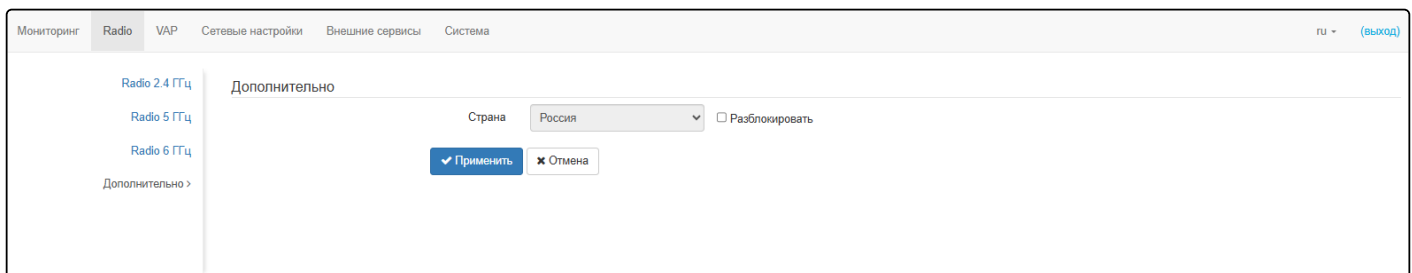 Мониторинг Radio VAP Сетевые настройки Внешние сервисы Система ru (выход)
Radio 2.4 ГГц
Дополнительно
Radio 5 ГГц
Страна Россия Разблокировать
Radio 6 ГГц
Применить Отмена
Дополнительно